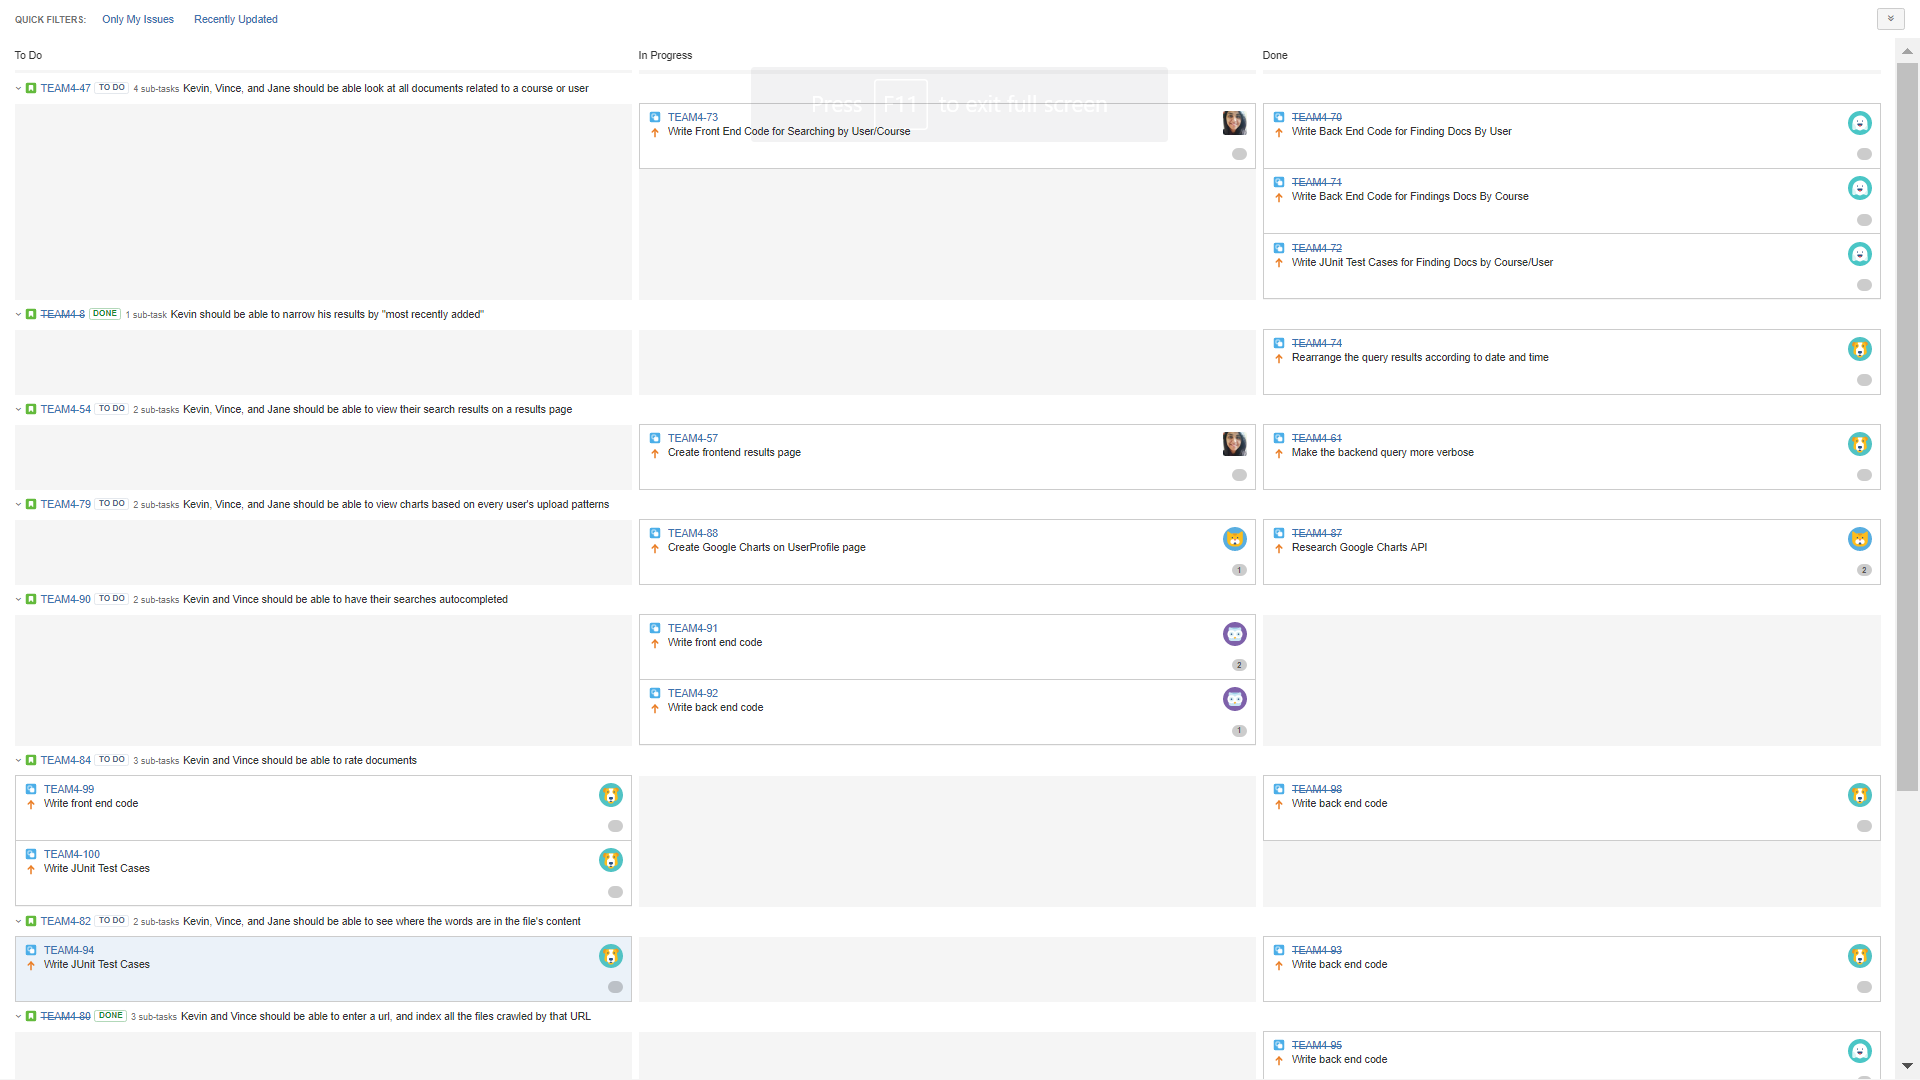 QUICK FILTERS: Only My Issues Recently Updated
To Do In Progress Done
TEAM4-47 TO DO 4 sub-tasks Kevin, Vince, and Jane should be able look at all documents related to a course or user
Press F11 to exit full screen
TEAM4-73
Write Front End Code for Searching by User/Course
TEAM4-70
Write Back End Code for Finding Docs By User
TEAM4-71
Write Back End Code for Findings Docs By Course
TEAM4-72
Write JUnit Test Cases for Finding Docs by Course/User
TEAM4-8 DONE 1 sub-task Kevin should be able to narrow his results by "most recently added"
TEAM4-74
Rearrange the query results according to date and time
TEAM4-54 TO DO 2 sub-tasks Kevin, Vince, and Jane should be able to view their search results on a results page
TEAM4-57
Create frontend results page
TEAM4-61
Make the backend query more verbose
TEAM4-79 TO DO 2 sub-tasks Kevin, Vince, and Jane should be able to view charts based on every user's upload patterns
TEAM4-88
Create Google Charts on UserProfile page
1
TEAM4-87
Research Google Charts API
2
TEAM4-90 TO DO 2 sub-tasks Kevin and Vince should be able to have their searches autocompleted
TEAM4-91
Write front end code
2
TEAM4-92
Write back end code
1
TEAM4-84 TO DO 3 sub-tasks Kevin and Vince should be able to rate documents
TEAM4-99
Write front end code
TEAM4-100
Write JUnit Test Cases
TEAM4-98
Write back end code
TEAM4-82 TO DO 2 sub-tasks Kevin, Vince, and Jane should be able to see where the words are in the file's content
TEAM4-94
Write JUnit Test Cases
TEAM4-93
Write back end code
TEAM4-80 DONE 3 sub-tasks Kevin and Vince should be able to enter a url, and index all the files crawled by that URL
TEAM4-95
Write back end code